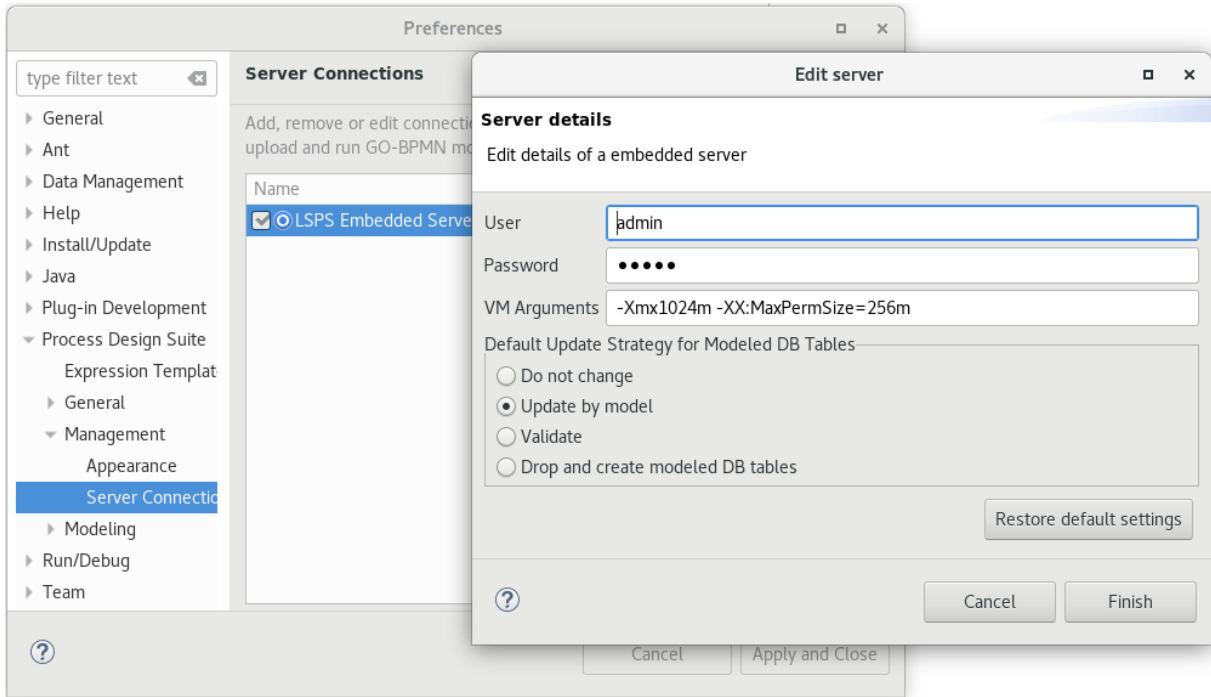 Preferences
type filter text
General
Ant
Data Management
Help
Install/Update
Java
Plug-in Development
Process Design Suite
Expression Templat
General
Management
Appearance
Server Connectio
Modeling
Run/Debug
Team
Server Connections
Add, remove or edit connectio
upload and run GO-BPMN mo
Name
LSPS Embedded Serve
Cancel
Apply and Close
Edit server
Server details
Edit details of a embedded server
User
admin
Password
•••••
VM Arguments
-Xmx1024m -XX:MaxPermSize=256m
Default Update Strategy for Modeled DB Tables
Do not change
Update by model
Validate
Drop and create modeled DB tables
Restore default settings
Cancel
Finish